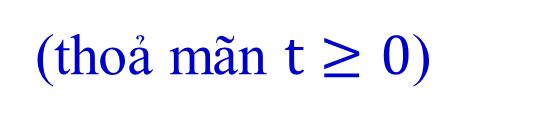 (thoả mãn t ≥ 0)